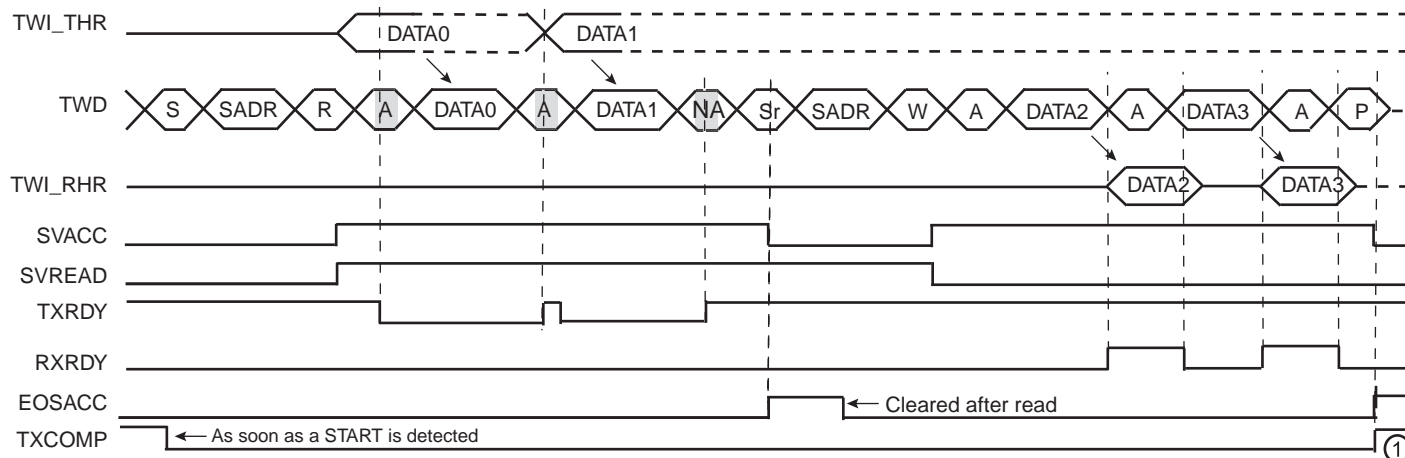 TWI_THR DATA0 DATA1
TWD S SADR R A DATA0 A DATA1 NA Sr SADR W A DATA2 A DATA3 A P
TWI_RHR DATA2 DATA3
SVACC
SVREAD
TXRDY
RXRDY
EOSACC Cleared after read
TXCOMP As soon as a START is detected 1